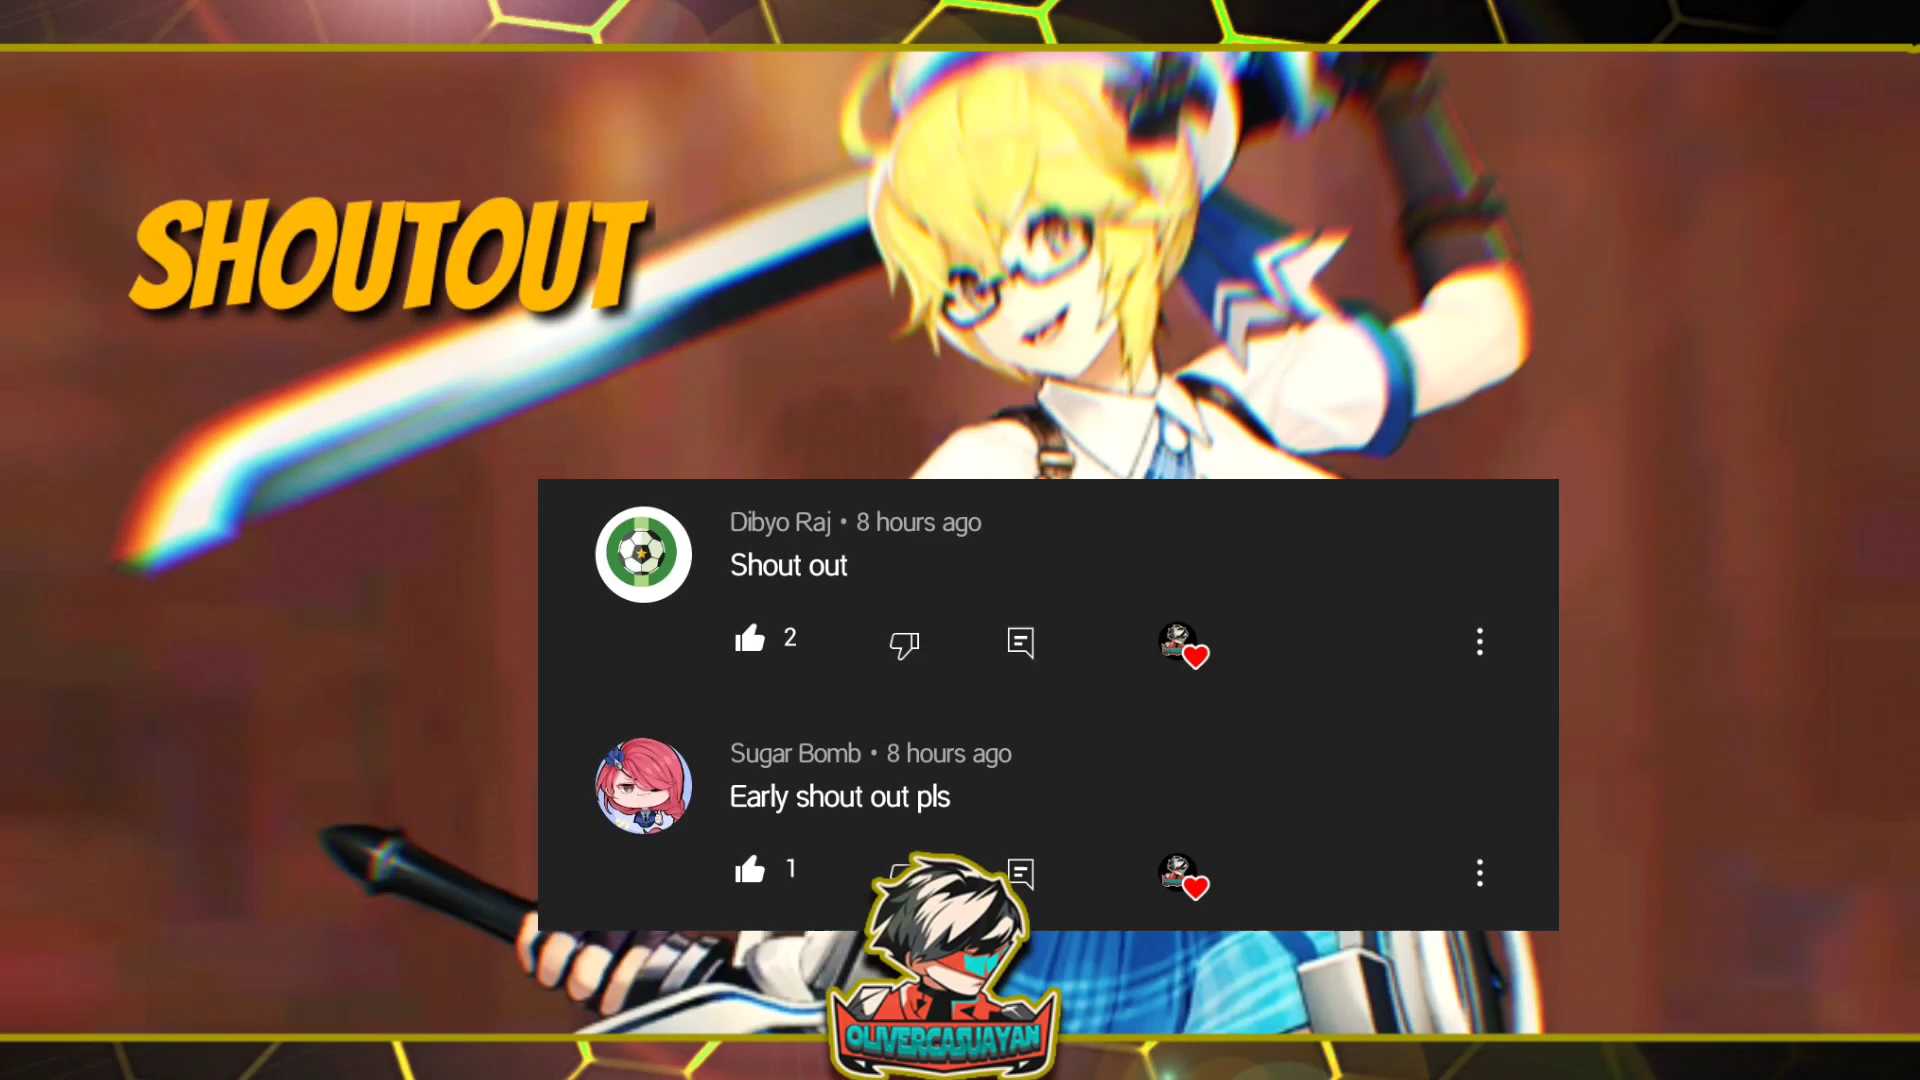 SHOUTOUT
Dibyo Raj • 8 hours ago
Shout out
2
Sugar Bomb • 8 hours ago
Early shout out pls
1
OLIVERCASUAYAN